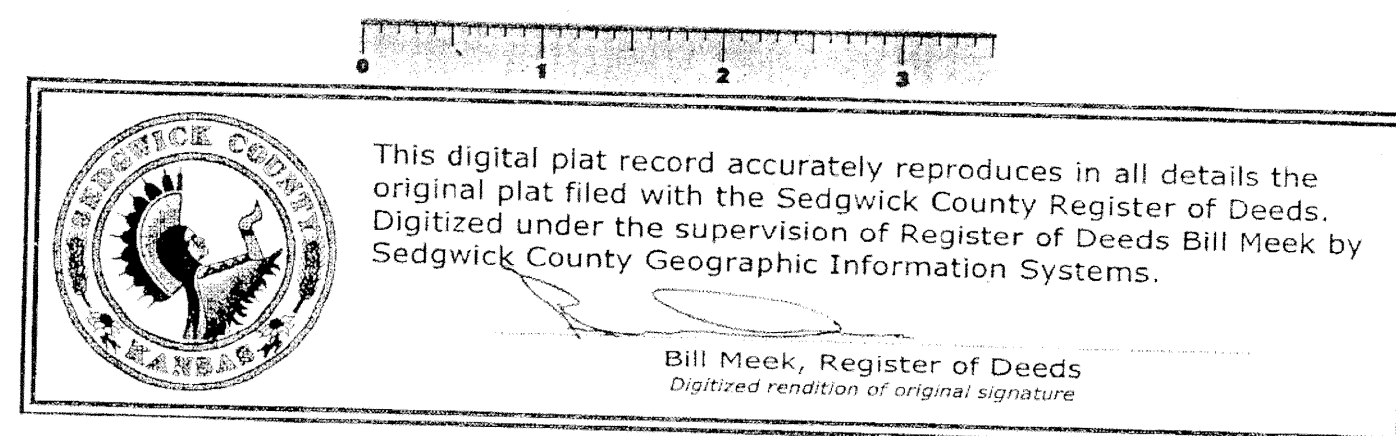 0 1 2 3
SEDGWICK COUNTY
KANSAS
This digital plat record accurately reproduces in all details the
original plat filed with the Sedgwick County Register of Deeds.
Digitized under the supervision of Register of Deeds Bill Meek by
Sedgwick County Geographic Information Systems.
Bill Meek, Register of Deeds
Digitized rendition of original signature